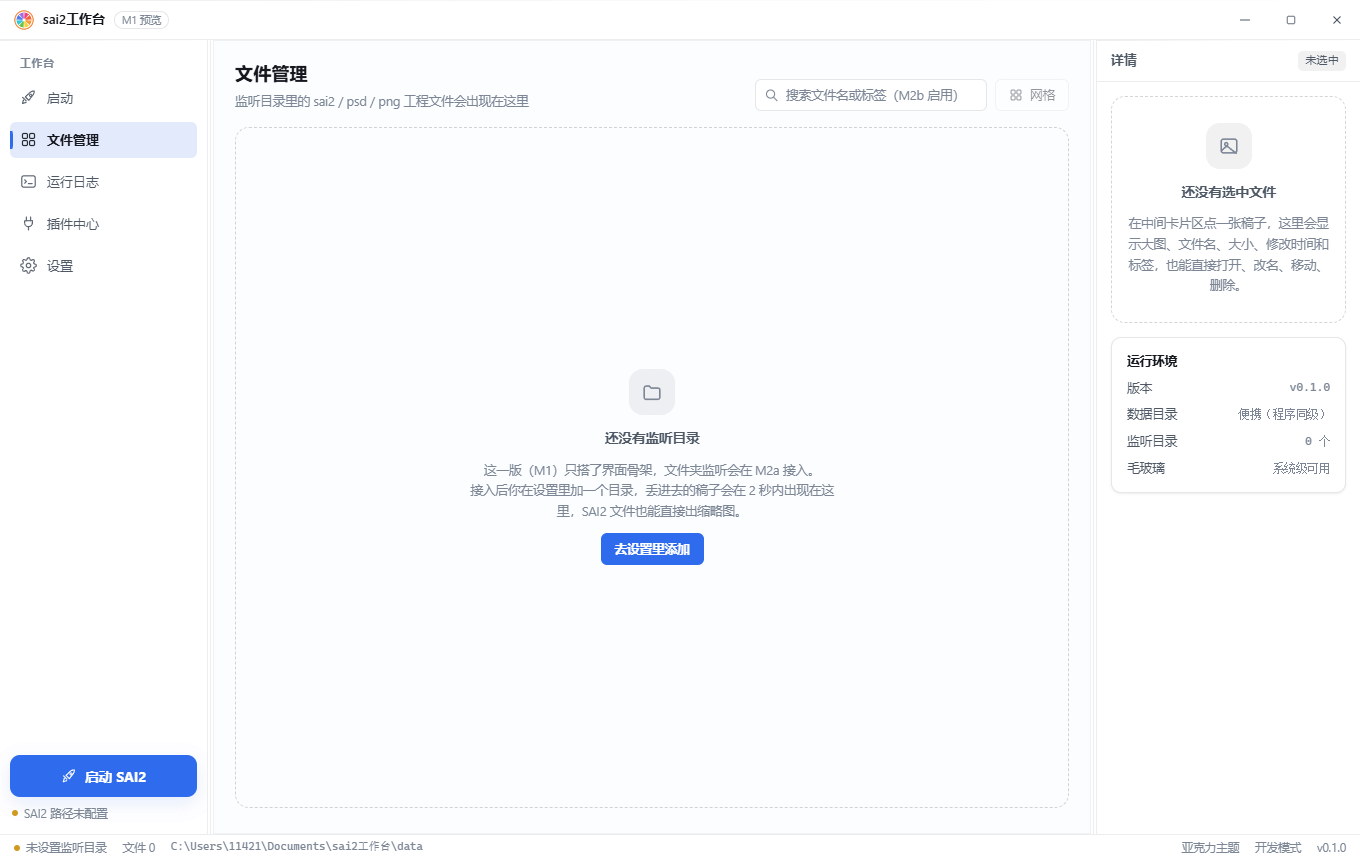 sai2工作台 M1 预览
工作台
启动
文件管理
运行日志
插件中心
设置
启动 SAI2
SAI2 路径未配置
文件管理
监听目录里的 sai2 / psd / png 工程文件会出现在这里
搜索文件名或标签（M2b 启用）
网格
还没有监听目录
这一版（M1）只搭了界面骨架，文件夹监听会在 M2a 接入。
接入后你在设置里加一个目录，丢进去的稿子会在 2 秒内出现在这
里，SAI2 文件也能直接出缩略图。
去设置里添加
详情 未选中
还没有选中文件
在中间卡片区点一张稿子，这里会显
示大图、文件名、大小、修改时间和
标签，也能直接打开、改名、移动、
删除。
运行环境
版本 v0.1.0
数据目录 便携（程序同级）
监听目录 0 个
毛玻璃 系统级可用
未设置监听目录 文件 0 C:\Users\11421\Documents\sai2工作台\data 亚克力主题 开发模式 v0.1.0